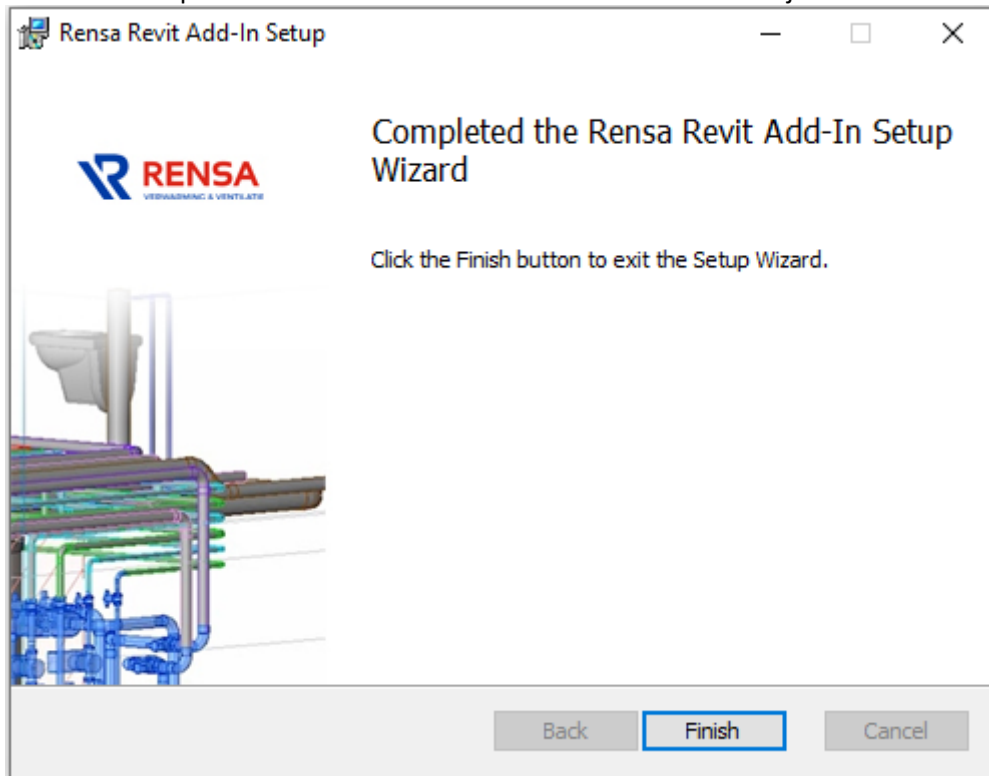 Rensa Revit Add-In Setup
RENSA
VERWARMING & VENTILATIE
Completed the Rensa Revit Add-In Setup
Wizard
Click the Finish button to exit the Setup Wizard.
Back
Finish
Cancel